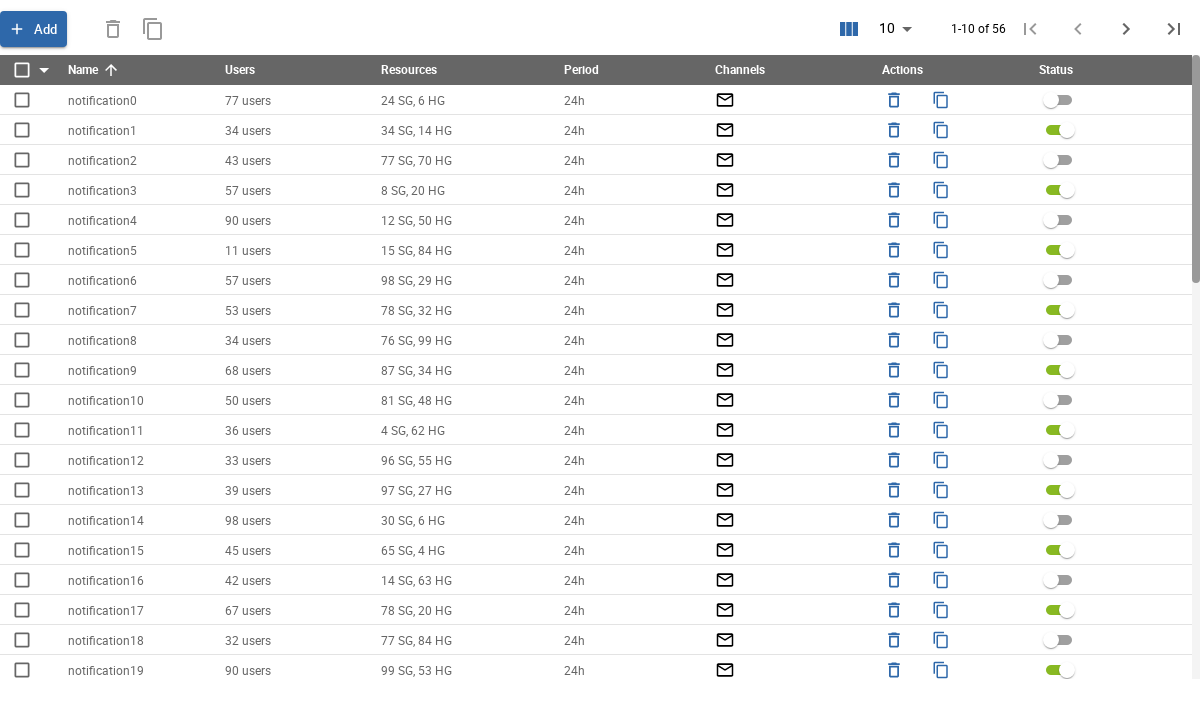 Add 10 1-10 of 56
Name Users Resources Period Channels Actions Status
notification0 77 users 24 SG, 6 HG 24h
notification1 34 users 34 SG, 14 HG 24h
notification2 43 users 77 SG, 70 HG 24h
notification3 57 users 8 SG, 20 HG 24h
notification4 90 users 12 SG, 50 HG 24h
notification5 11 users 15 SG, 84 HG 24h
notification6 57 users 98 SG, 29 HG 24h
notification7 53 users 78 SG, 32 HG 24h
notification8 34 users 76 SG, 99 HG 24h
notification9 68 users 87 SG, 34 HG 24h
notification10 50 users 81 SG, 48 HG 24h
notification11 36 users 4 SG, 62 HG 24h
notification12 33 users 96 SG, 55 HG 24h
notification13 39 users 97 SG, 27 HG 24h
notification14 98 users 30 SG, 6 HG 24h
notification15 45 users 65 SG, 4 HG 24h
notification16 42 users 14 SG, 63 HG 24h
notification17 67 users 78 SG, 20 HG 24h
notification18 32 users 77 SG, 84 HG 24h
notification19 90 users 99 SG, 53 HG 24h